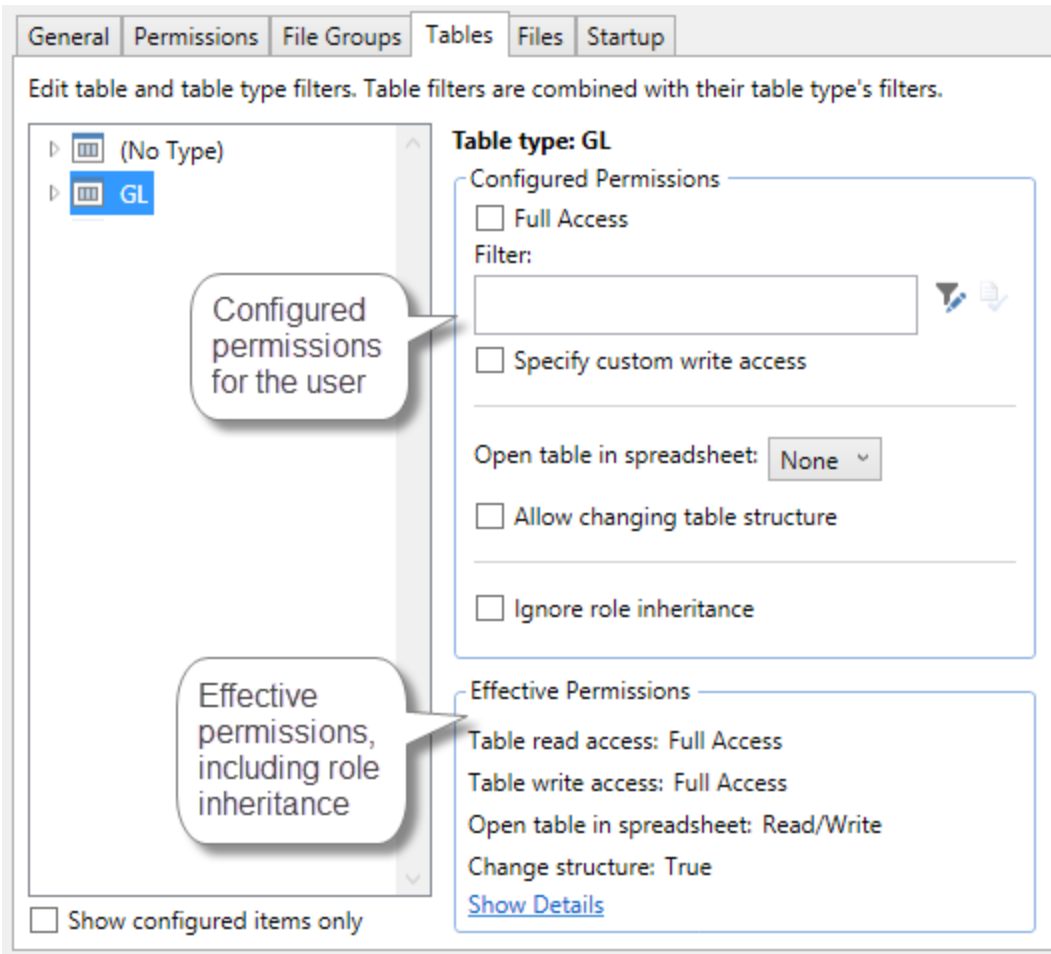 General Permissions File Groups Tables Files Startup
Edit table and table type filters. Table filters are combined with their table type's filters.
(No Type)
GL
Table type: GL
Configured Permissions
Full Access
Filter:
Configured
permissions
for the user
Specify custom write access
Open table in spreadsheet: None
Allow changing table structure
Ignore role inheritance
Effective
permissions,
including role
inheritance
Effective Permissions
Table read access: Full Access
Table write access: Full Access
Open table in spreadsheet: Read/Write
Change structure: True
Show Details
Show configured items only